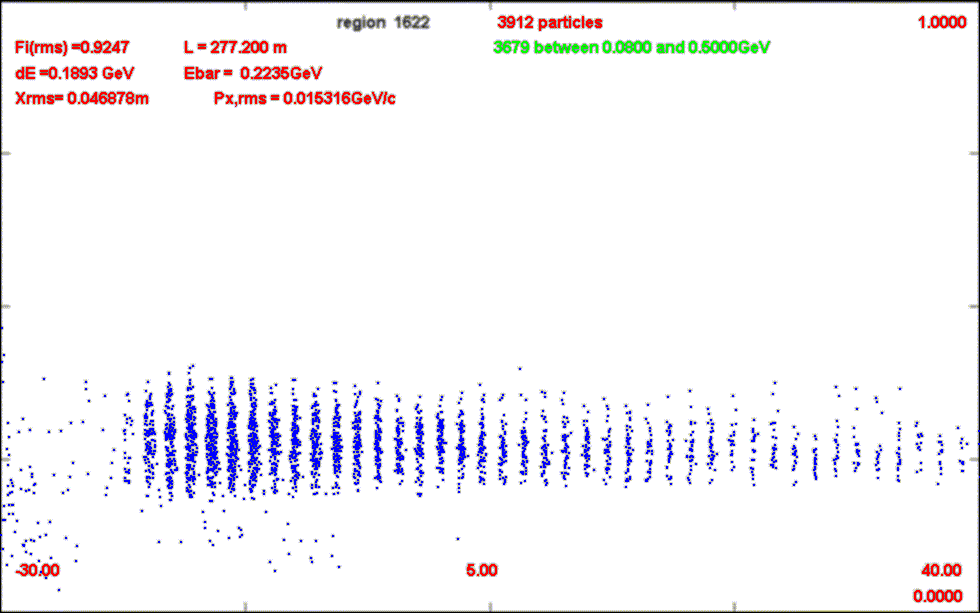 region 1622 3912 particles 1.0000
Fi(rms) =0.9247 L = 277.200 m 3579 between 0.0800 and 0.5000GeV
dE =0.1893 GeV Ebar = 0.2235GeV
Xrms= 0.046878m Px,rms = 0.015316GeV/c
-30.00 5.00 40.00
0.0000